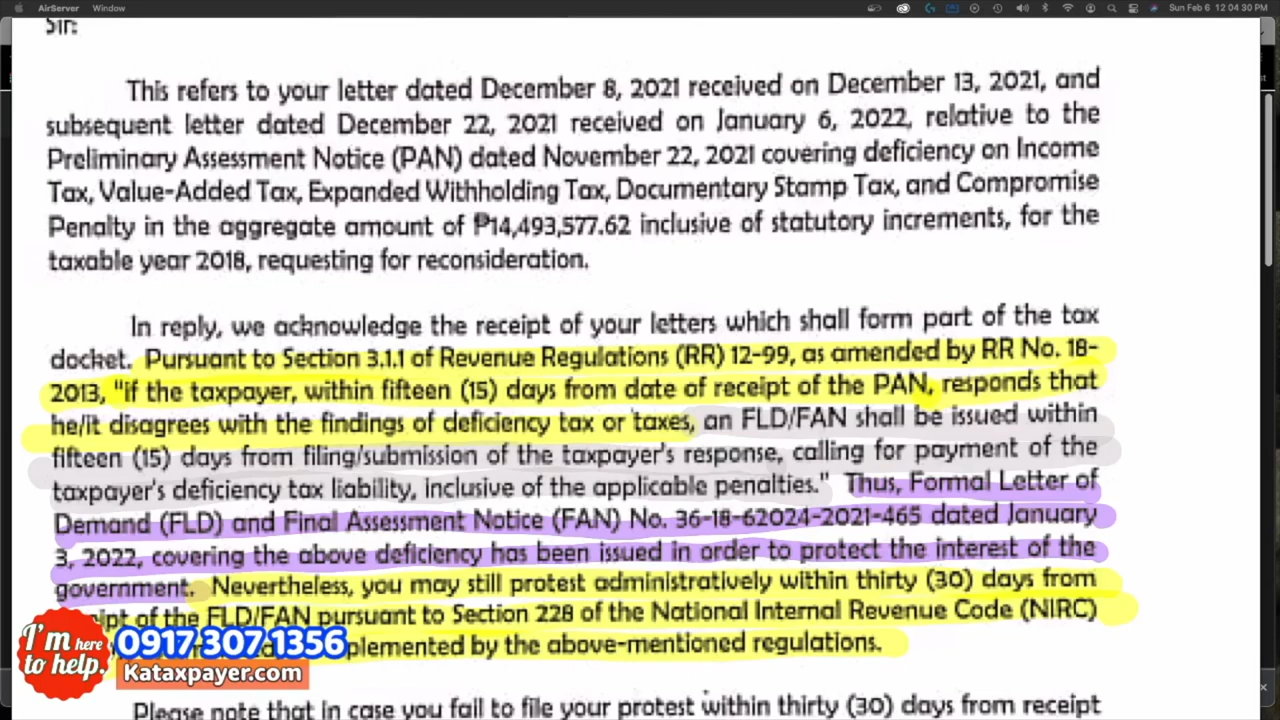 AirServer Window Sun Feb 6 12 04 30 PM
Sir:
This refers to your letter dated December 8, 2021 received on December 13, 2021, and
subsequent letter dated December 22, 2021 received on January 6, 2022, relative to the
Preliminary Assessment Notice (PAN) dated November 22, 2021 covering deficiency on Income
Tax, Value-Added Tax, Expanded Withholding Tax, Documentary Stamp Tax, and Compromise
Penalty in the aggregate amount of ₱14,493,577.62 inclusive of statutory increments, for the
taxable year 2018, requesting for reconsideration.
In reply, we acknowledge the receipt of your letters which shall form part of the tax
docket. Pursuant to Section 3.1.1 of Revenue Regulations (RR) 12-99, as amended by RR No. 18-
2013, "if the taxpayer, within fifteen (15) days from date of receipt of the PAN, responds that
he/it disagrees with the findings of deficiency tax or taxes, an FLD/FAN shall be issued within
fifteen (15) days from filing/submission of the taxpayer's response, calling for payment of the
taxpayer's deficiency tax liability, inclusive of the applicable penalties." Thus, Formal Letter of
Demand (FLD) and Final Assessment Notice (FAN) No. 36-18-62024-2021-465 dated January
3, 2022, covering the above deficiency has been issued in order to protect the interest of the
government. Nevertheless, you may still protest administratively within thirty (30) days from
of the FLD/FAN pursuant to Section 228 of the National Internal Revenue Code (NIRC)
by the above-mentioned regulations.
I'm here to help.
0917 307 1356
Kataxpayer.com
Please note that in case you fail to file your protest within thirty (30) days from receipt